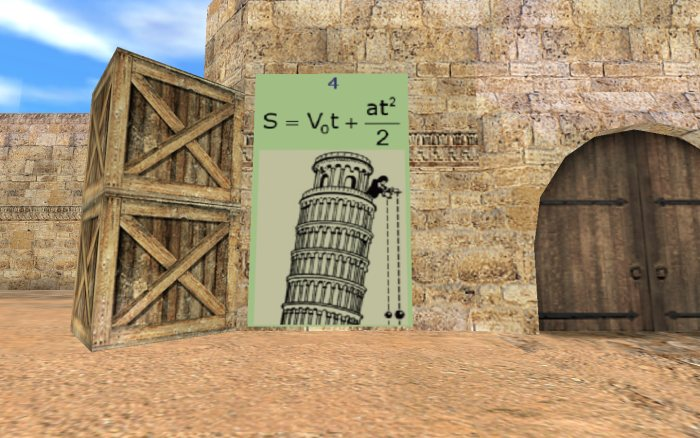 4
S = V₀t + at²/2